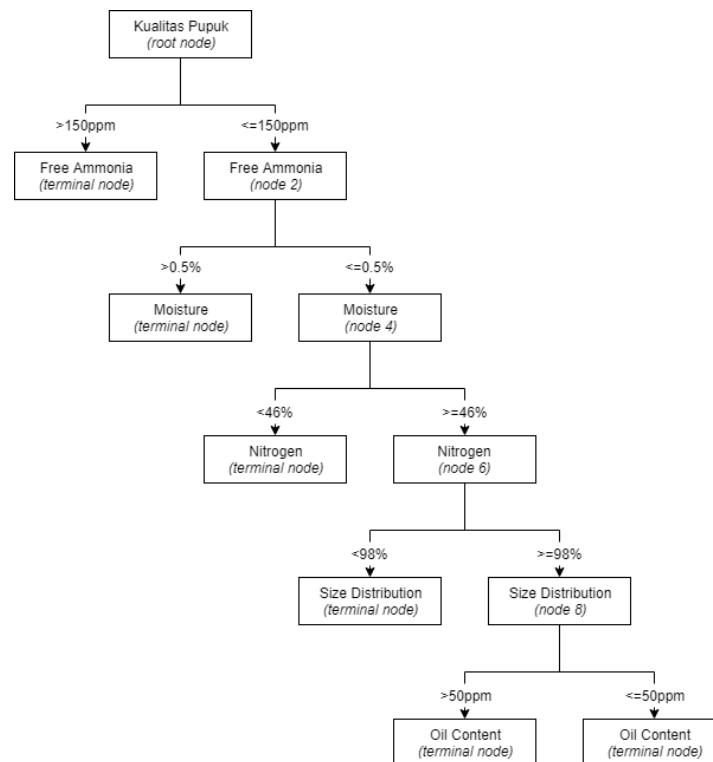 Kualitas Pupuk
(root node)
>150ppm
<=150ppm
Free Ammonia
(terminal node)
Free Ammonia
(node 2)
>0.5%
<=0.5%
Moisture
(terminal node)
Moisture
(node 4)
<46%
>=46%
Nitrogen
(terminal node)
Nitrogen
(node 6)
<98%
>=98%
Size Distribution
(terminal node)
Size Distribution
(node 8)
>50ppm
<=50ppm
Oil Content
(terminal node)
Oil Content
(terminal node)